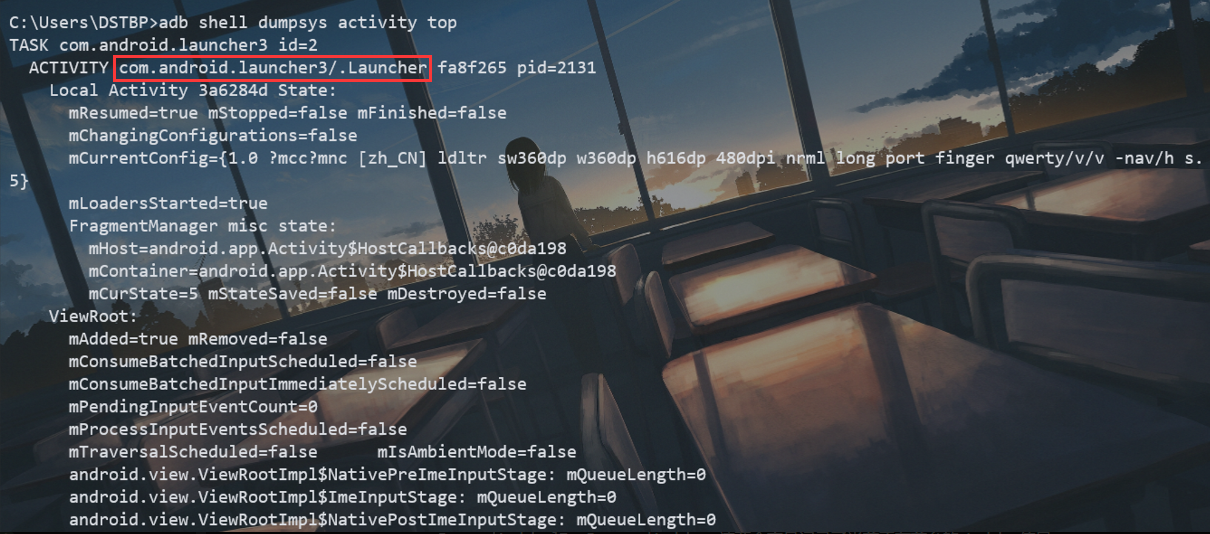 C:\Users\DSTBP>adb shell dumpsys activity top
TASK com.android.launcher3 id=2
ACTIVITY com.android.launcher3/.Launcher fa8f265 pid=2131
Local Activity 3a6284d State:
mResumed=true mStopped=false mFinished=false
mChangingConfigurations=false
mCurrentConfig={1.0 ?mcc?mnc [zh_CN] ldltr sw360dp w360dp h616dp 480dpi nrml long port finger qwerty/v/v -nav/h s.
5}
mLoadersStarted=true
FragmentManager misc state:
mHost=android.app.Activity$HostCallbacks@c0da198
mContainer=android.app.Activity$HostCallbacks@c0da198
mCurState=5 mStateSaved=false mDestroyed=false
ViewRoot:
mAdded=true mRemoved=false
mConsumeBatchedInputScheduled=false
mConsumeBatchedInputImmediatelyScheduled=false
mPendingInputEventCount=0
mProcessInputEventsScheduled=false
mTraversalScheduled=false      mIsAmbientMode=false
android.view.ViewRootImpl$NativePreImeInputStage: mQueueLength=0
android.view.ViewRootImpl$ImeInputStage: mQueueLength=0
android.view.ViewRootImpl$NativePostImeInputStage: mQueueLength=0